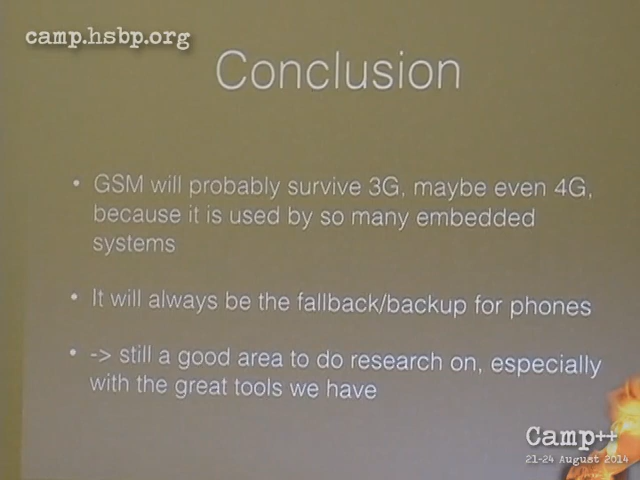 camp.hsbp.org
Conclusion
• GSM will probably survive 3G, maybe even 4G,
because it is used by so many embedded
systems
• It will always be the fallback/backup for phones
• -> still a good area to do research on, especially
with the great tools we have
Camp++
21-24 August 2014